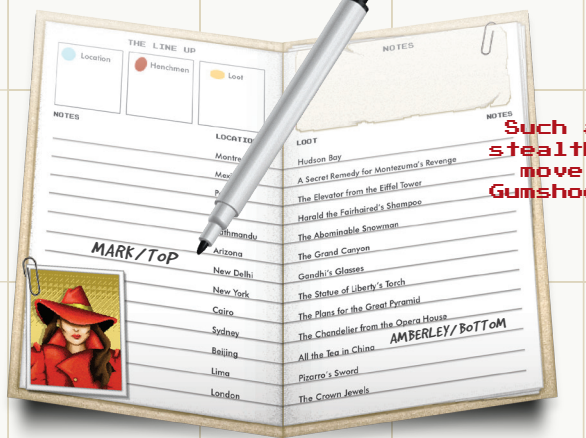 THE LINE UP
Location
Henchmen
Loot
NOTES
LOCATION
Arizona
New Delhi
New York
Cairo
Sydney
Beijing
Lima
London
MARK/TOP
NOTES
NOTES
LOOT
Hudson Bay
A Secret Remedy for Montezuma's Revenge
The Elevator from the Eiffel Tower
Harald the Fairhaired's Shampoo
The Abominable Snowman
The Grand Canyon
Gandhi's Glasses
The Statue of Liberty's Torch
The Plans for the Great Pyramid
The Chandelier from the Opera House
All the Tea in China
Pizarro's Sword
The Crown Jewels
AMBERLEY/BOTTOM
Such
move